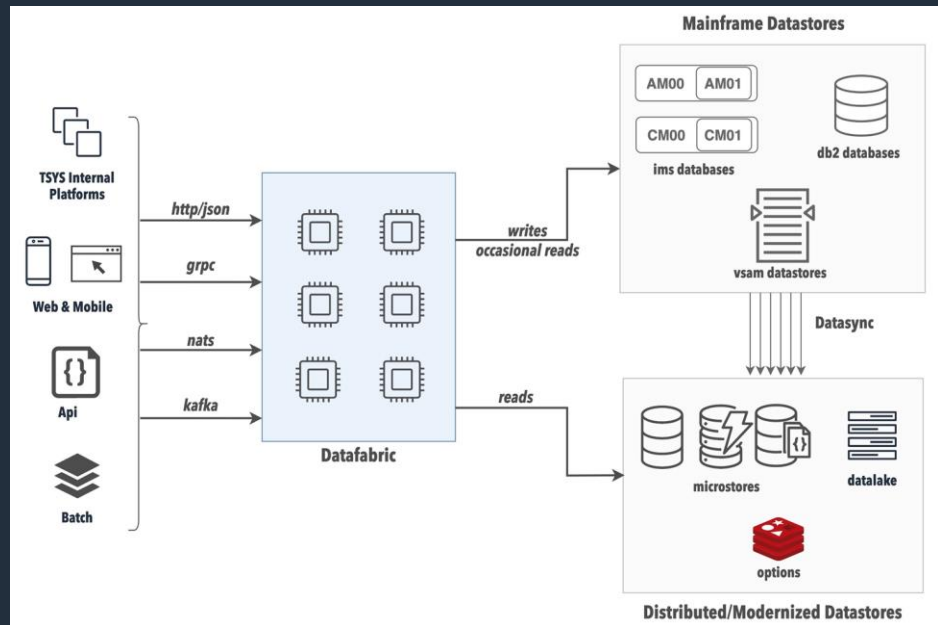 Mainframe Datastores
AM00 AM01
CM00 CM01
ims databases
db2 databases
vsam datastores
TSYS Internal
Platforms
Web & Mobile
{}
Api
Batch
http/json
grpc
nats
kafka
Datafabric
writes
occasional reads
reads
Datasync
{}
microstores
datalake
options
Distributed/Modernized Datastores